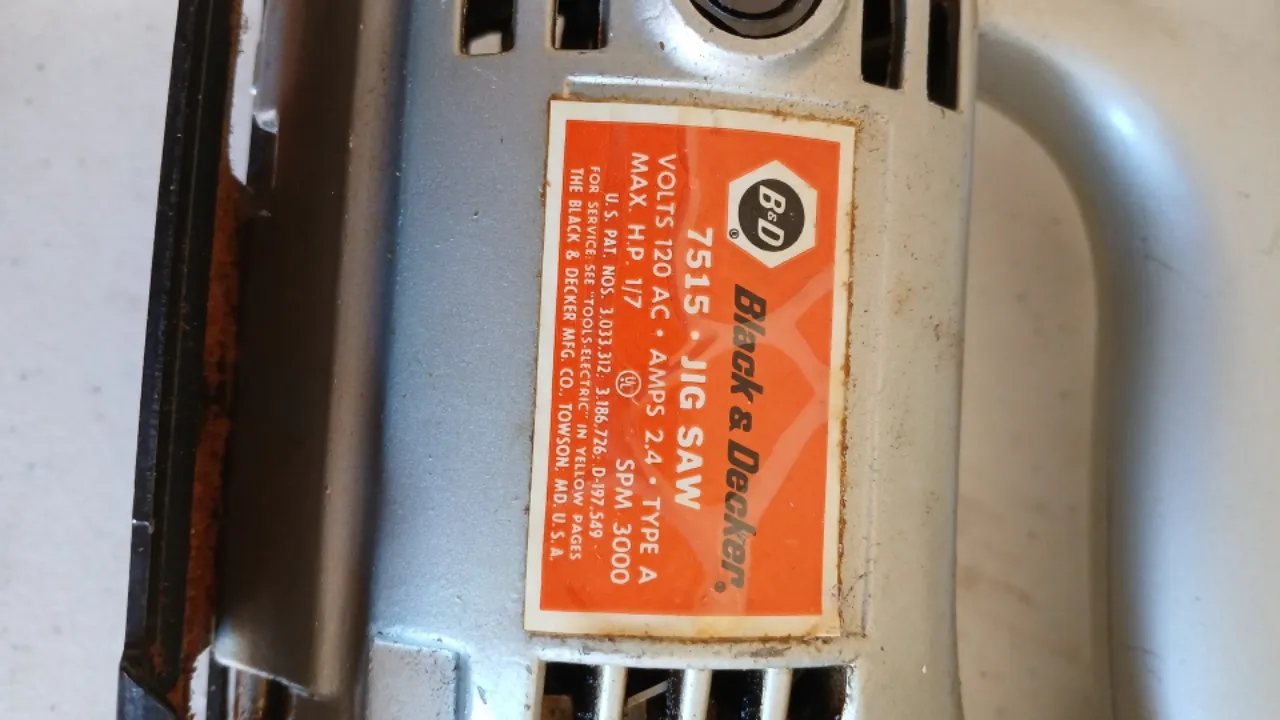 B&D®
Black & Decker®
7515 · JIG SAW
VOLTS 120 AC · AMPS 2.4 · TYPE A
MAX. H.P. 1/7 UL SPM 3000
U.S. PAT. NOS. 3,033,312; 3,186,726; D-197,549
FOR SERVICE: SEE "TOOLS-ELECTRIC" IN YELLOW PAGES
THE BLACK & DECKER MFG. CO., TOWSON, MD. U.S.A.